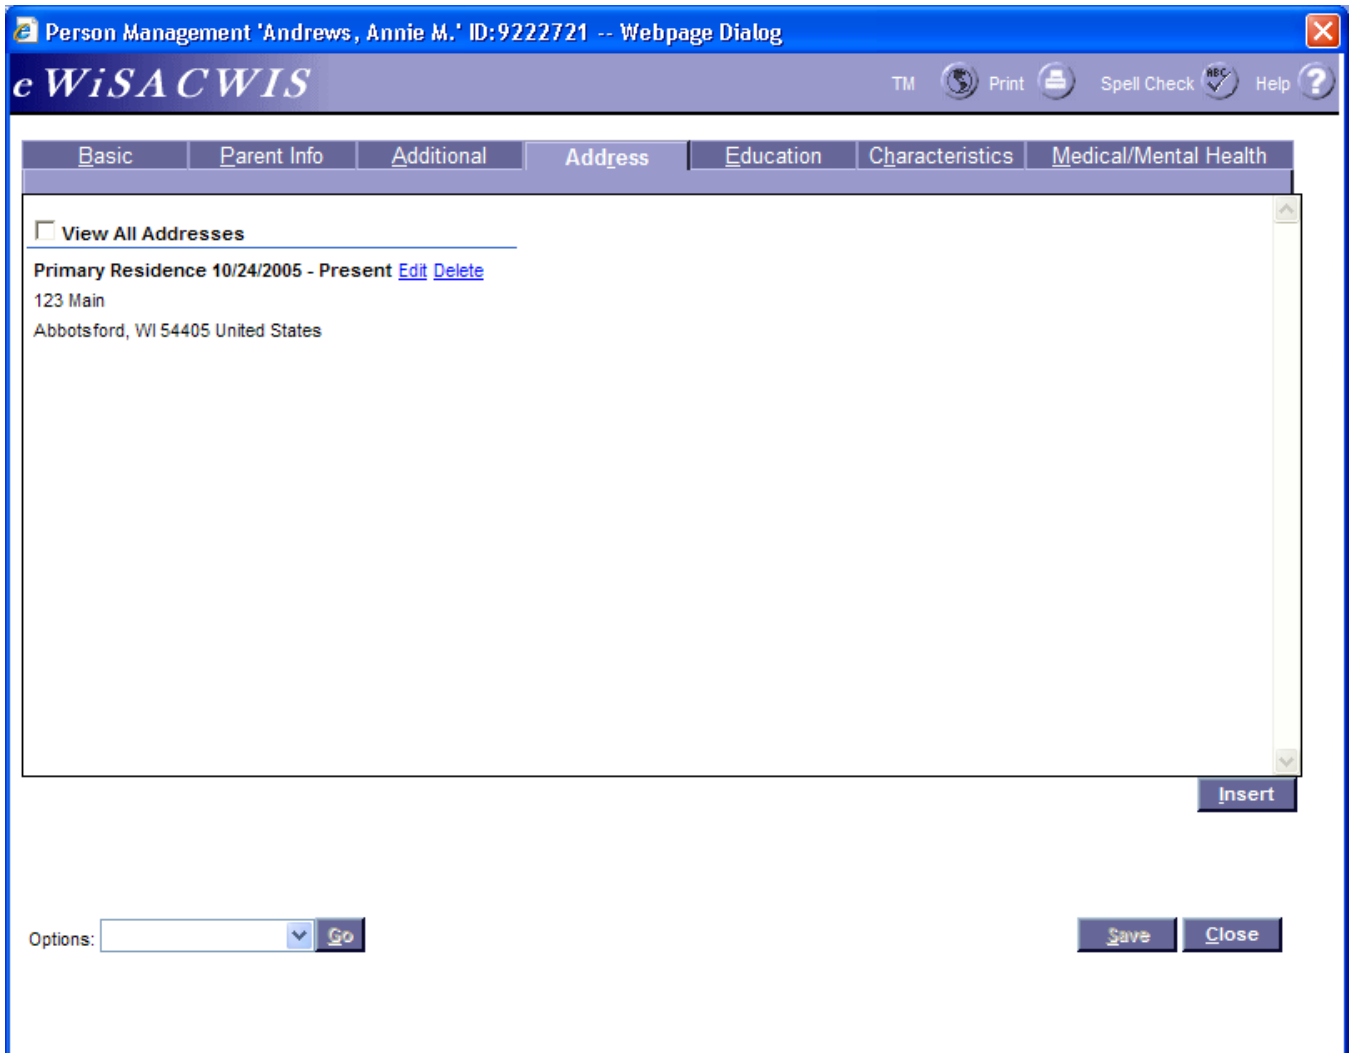 Person Management 'Andrews, Annie M.' ID:9222721 -- Webpage Dialog
eWiSACWIS TM Print ABC Spell Check Help ?
Basic Parent Info Additional Address Education Characteristics Medical/Mental Health
View All Addresses
Primary Residence 10/24/2005 - Present Edit Delete
123 Main
Abbotsford, WI 54405 United States
Insert
Options: Go Save Close